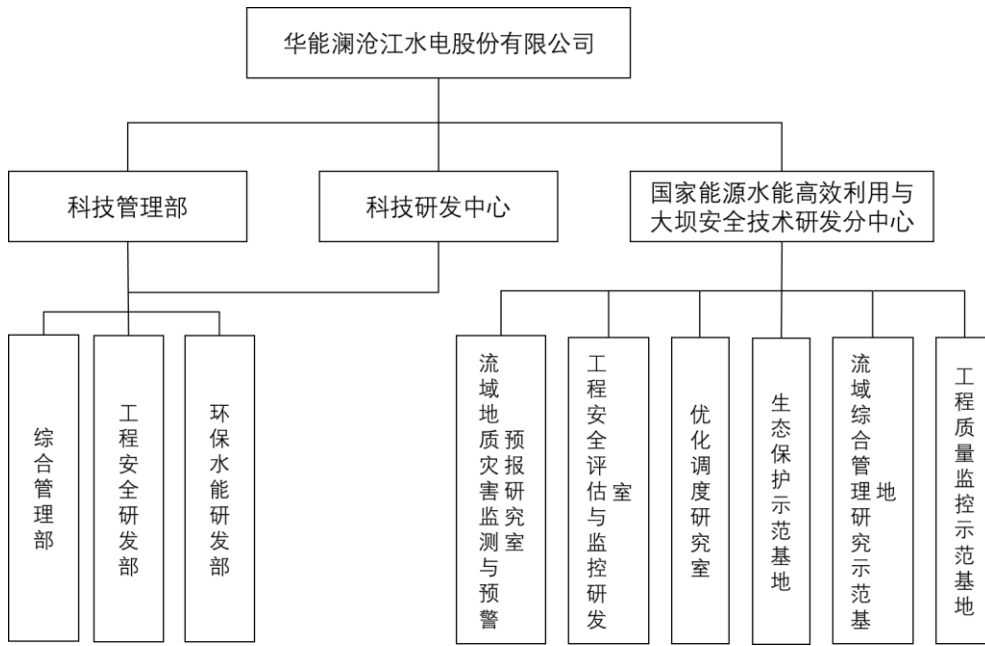 华能澜沧江水电股份有限公司
科技管理部
科技研发中心
国家能源水能高效利用与
大坝安全技术研发分中心
综合管理部
工程安全研发部
环保水能研发部
流域地质灾害监测与预警
预报研究室
工程安全评估与监控研发
室
优化调度研究室
生态保护示范基地
流域综合管理研究示范基
地
工程质量监控示范基地